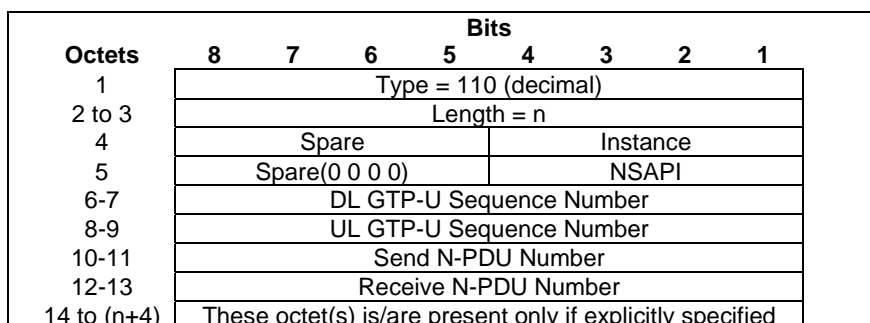 Bits
Octets 8 7 6 5 4 3 2 1
1 Type = 110 (decimal)
2 to 3 Length = n
4 Spare Instance
5 Spare(0 0 0 0) NSAPI
6-7 DL GTP-U Sequence Number
8-9 UL GTP-U Sequence Number
10-11 Send N-PDU Number
12-13 Receive N-PDU Number
14 to (n+4) These octet(s) is/are present only if explicitly specified